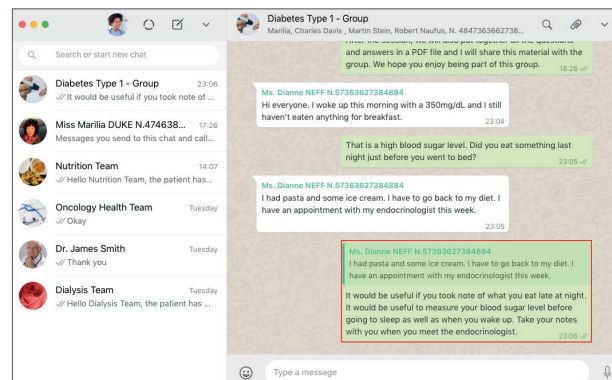 Search or start new chat
Diabetes Type 1 - Group 23:06
It would be useful if you took note of ...
Miss Marilia DUKE N.474638... 17:26
Messages you send to this chat and call...
Nutrition Team 14:07
Hello Nutrition Team, the patient has...
Oncology Health Team Tuesday
Okay
Dr. James Smith Tuesday
Thank you
Dialysis Team Tuesday
Hello Dialysis Team, the patient has ...
Diabetes Type 1 - Group
Marilia, Charles Davis , Martin Stein, Robert Naufus, N. 4847363662738...
After the session, we will also put together all the questions
and answers in a PDF file and I will share this material with the
group. We hope you enjoy being part of this group.
18:26
Ms. Dianne NEFF N.57363627384884
Hi everyone. I woke up this morning with a 350mg/dL and I still
haven't eaten anything for breakfast.
23:04
That is a high blood sugar level. Did you eat something last
night just before you went to bed?
23:05
Ms. Dianne NEFF N.57363627384884
I had pasta and some ice cream. I have to go back to my diet. I
have an appointment with my endocrinologist this week.
23:05
Ms. Dianne NEFF N.57363627384884
I had pasta and some ice cream. I have to go back to my diet. I
have an appointment with my endocrinologist this week.
It would be useful if you took note of what you eat late at night.
It would be useful to measure your blood sugar level before
going to sleep as well as when you wake up. Take your notes
with you when you meet the endocrinologist.
23:06
Type a message